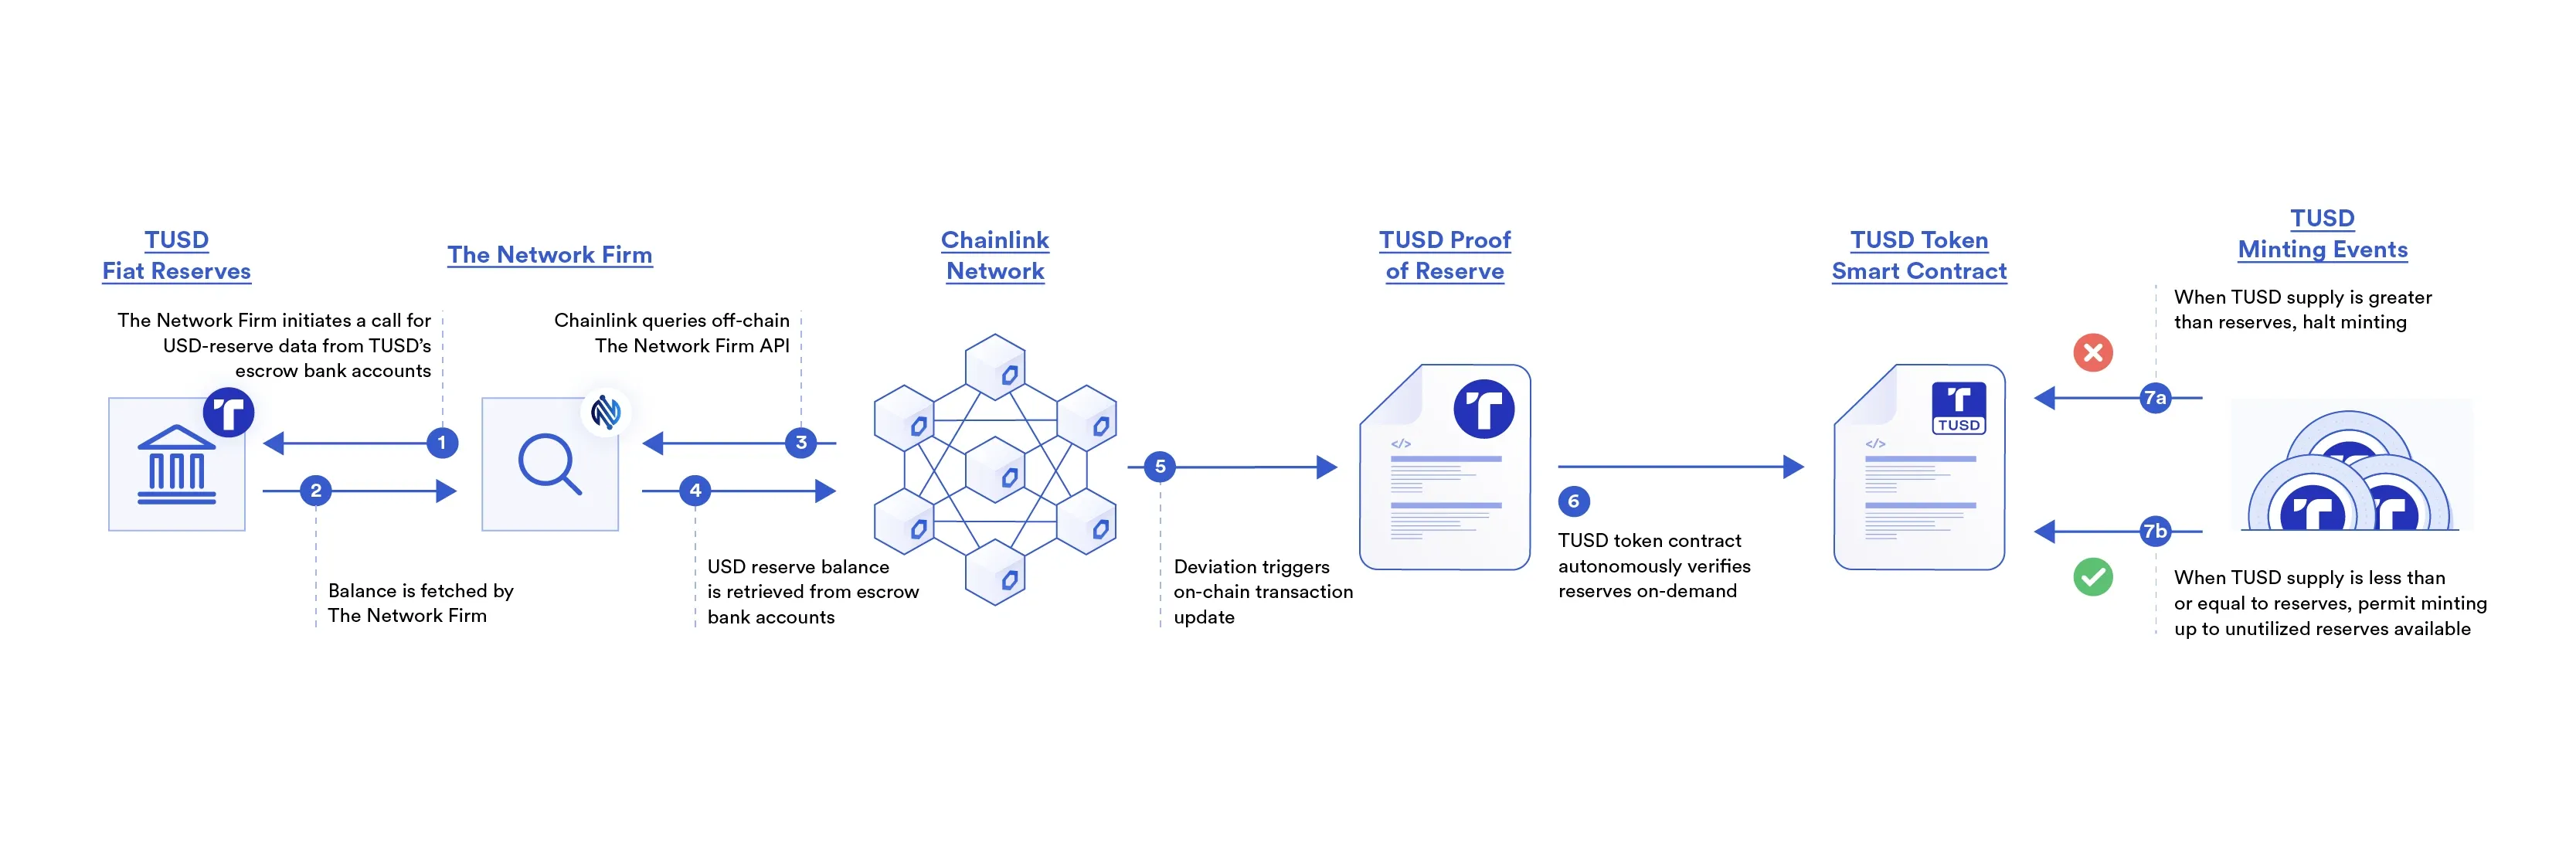 TUSD
Fiat Reserves
The Network Firm
Chainlink
Network
TUSD Proof
of Reserve
TUSD Token
Smart Contract
TUSD
Minting Events
The Network Firm initiates a call for
USD-reserve data from TUSD’s
escrow bank accounts
1
2
Balance is fetched by
The Network Firm
Chainlink queries off-chain
The Network Firm API
3
4
USD reserve balance
is retrieved from escrow
bank accounts
5
Deviation triggers
on-chain transaction
update
</>
6
TUSD token contract
autonomously verifies
reserves on-demand
TUSD
</>
When TUSD supply is greater
than reserves, halt minting
7a
7b
When TUSD supply is less than
or equal to reserves, permit minting
up to unutilized reserves available